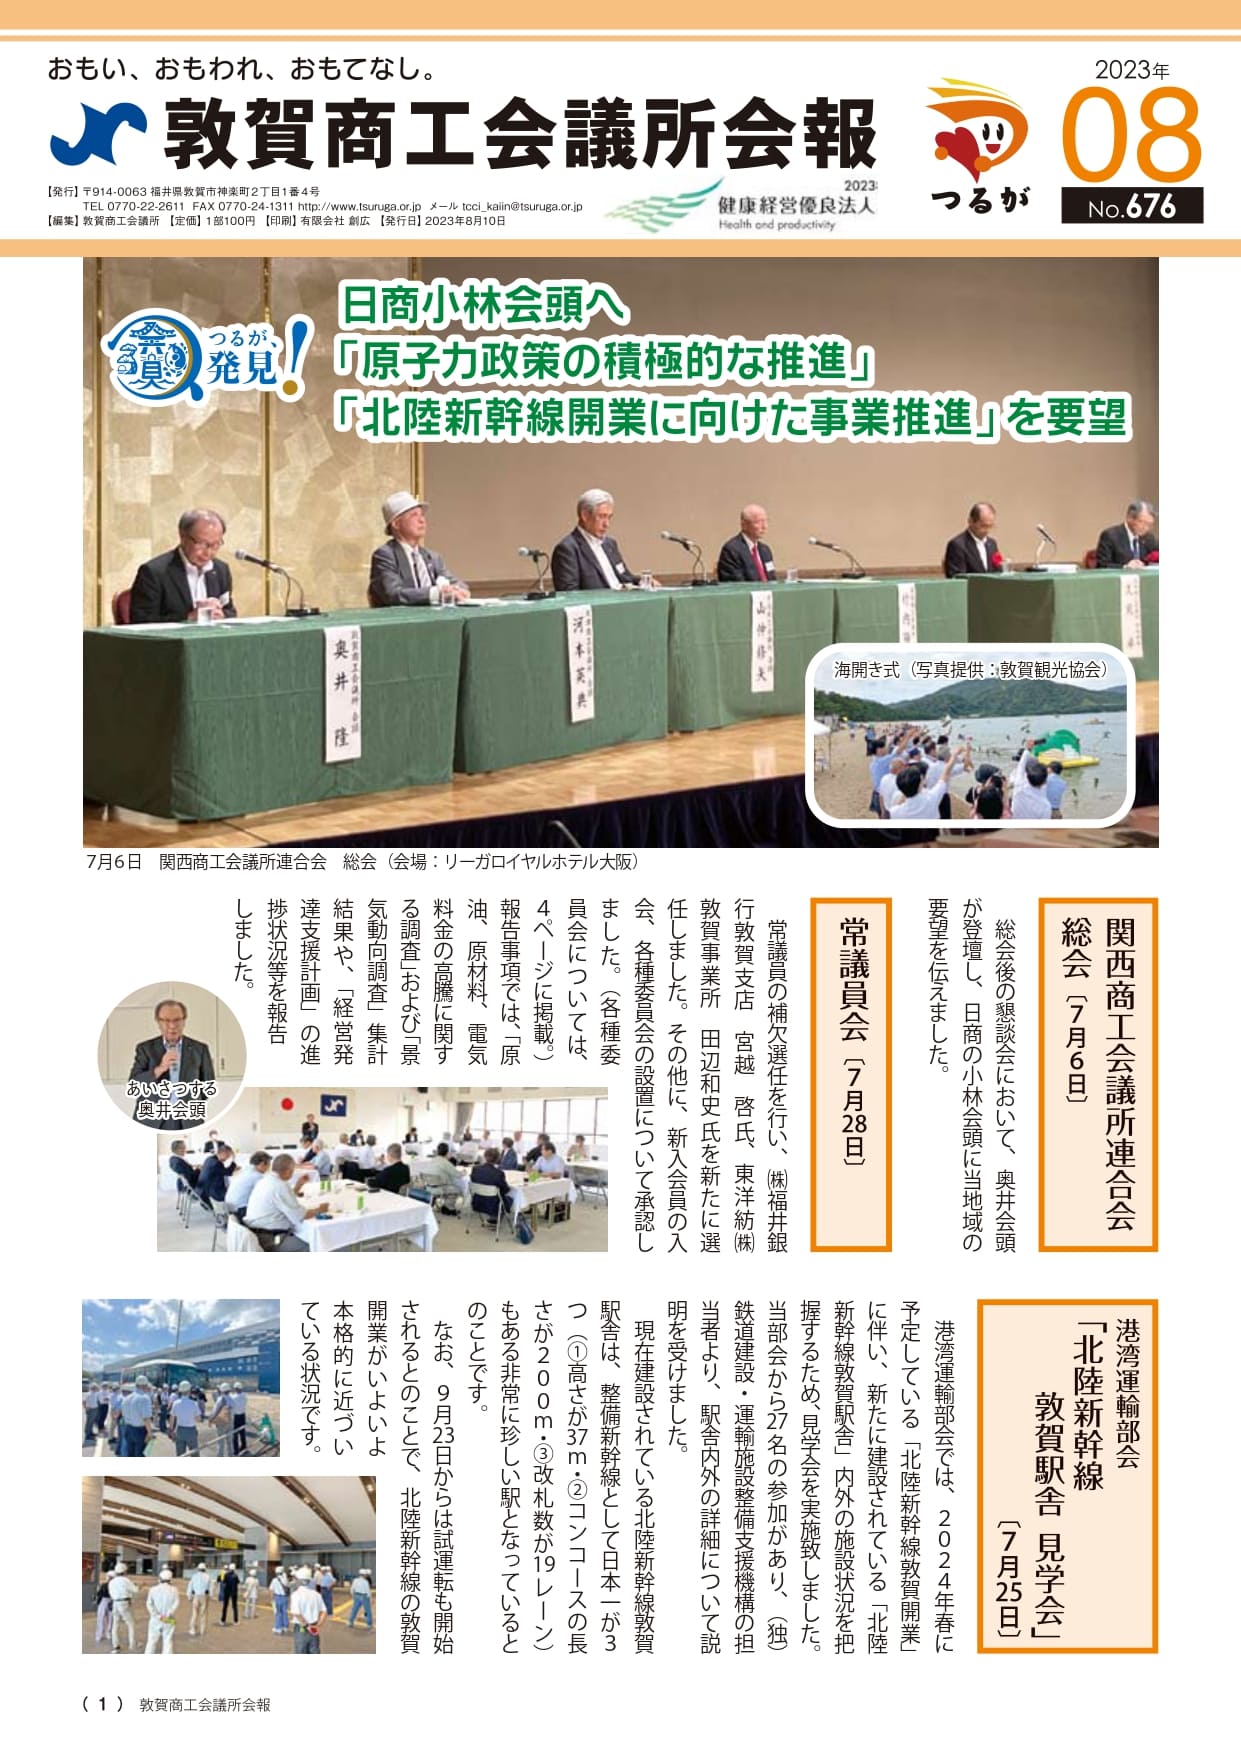 おもい、おもわれ、おもてなし。
敦賀商工会議所会報
【発行】〒914-0063 福井県敦賀市神楽町2丁目1番4号
TEL 0770-22-2611 FAX 0770-24-1311 http://www.tsuruga.or.jp メール tcci_kaiin@tsuruga.or.jp
【編集】敦賀商工会議所 【定価】1部100円 【印刷】有限会社 創広 【発行日】2023年8月10日
2023
健康経営優良法人
Health and productivity
つるが
2023年
08
No.676
つるが、
発見!
日商小林会頭へ
「原子力政策の積極的な推進」
「北陸新幹線開業に向けた事業推進」を要望
敦賀商工会議所 会頭
奥井 隆
河本英典
山仲修矢
海開き式(写真提供:敦賀観光協会)
7月6日 関西商工会議所連合会 総会(会場:リーガロイヤルホテル大阪)
関西商工会議所連合会
総会〔7月6日〕
総会後の懇談会において、奥井会頭
が登壇し、日商の小林会頭に当地域の
要望を伝えました。
常議員会〔7月28日〕
常議員の補欠選任を行い、㈱福井銀
行敦賀支店 宮越 啓氏、東洋紡㈱
敦賀事業所 田辺和史氏を新たに選
任しました。その他に、新入会員の入
会、各種委員会の設置について承認し
ました。(各種委
員会については、
4ページに掲載。)
報告事項では、「原
油、原材料、電気
料金の高騰に関す
る調査」および「景
気動向調査」集計
結果や、「経営発
達支援計画」の進
捗状況等を報告
しました。
あいさつする
奥井会頭
港湾運輸部会
「北陸新幹線
敦賀駅舎 見学会」
〔7月25日〕
港湾運輸部会では、2024年春に
予定している「北陸新幹線敦賀開業」
に伴い、新たに建設されている「北陸
新幹線敦賀駅舎」内外の施設状況を把
握するため、見学会を実施致しました。
当部会から27名の参加があり、(独)
鉄道建設・運輸施設整備支援機構の担
当者より、駅舎内外の詳細について説
明を受けました。
現在建設されている北陸新幹線敦賀
駅舎は、整備新幹線として日本一が3
つ(①高さが37m・②コンコースの長
さが200m・③改札数が19レーン)
もある非常に珍しい駅となっていると
のことです。
なお、9月23日からは試運転も開始
されるとのことで、北陸新幹線の敦賀
開業がいよいよ
本格的に近づい
ている状況です。
(1) 敦賀商工会議所会報